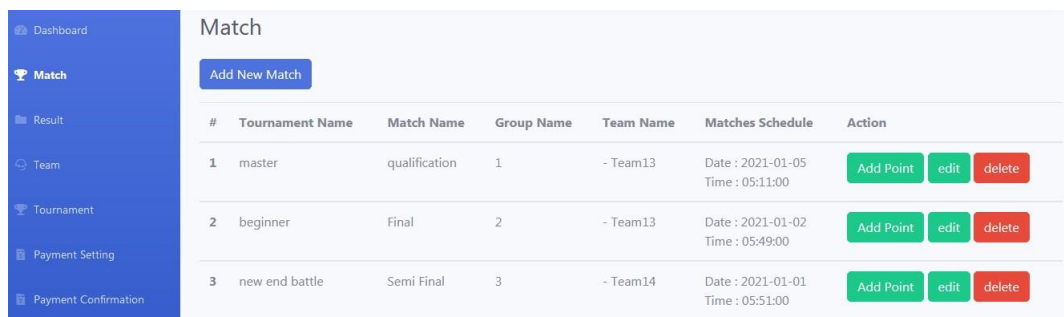 Dashboard
Match
Result
Team
Tournament
Payment Setting
Payment Confirmation
Match
Add New Match
# Tournament Name Match Name Group Name Team Name Matches Schedule Action
1 master qualification 1 - Team13 Date : 2021-01-05 Add Point edit delete
Time : 05:11:00
2 beginner Final 2 - Team13 Date : 2021-01-02 Add Point edit delete
Time : 05:49:00
3 new end battle Semi Final 3 - Team14 Date : 2021-01-01 Add Point edit delete
Time : 05:51:00